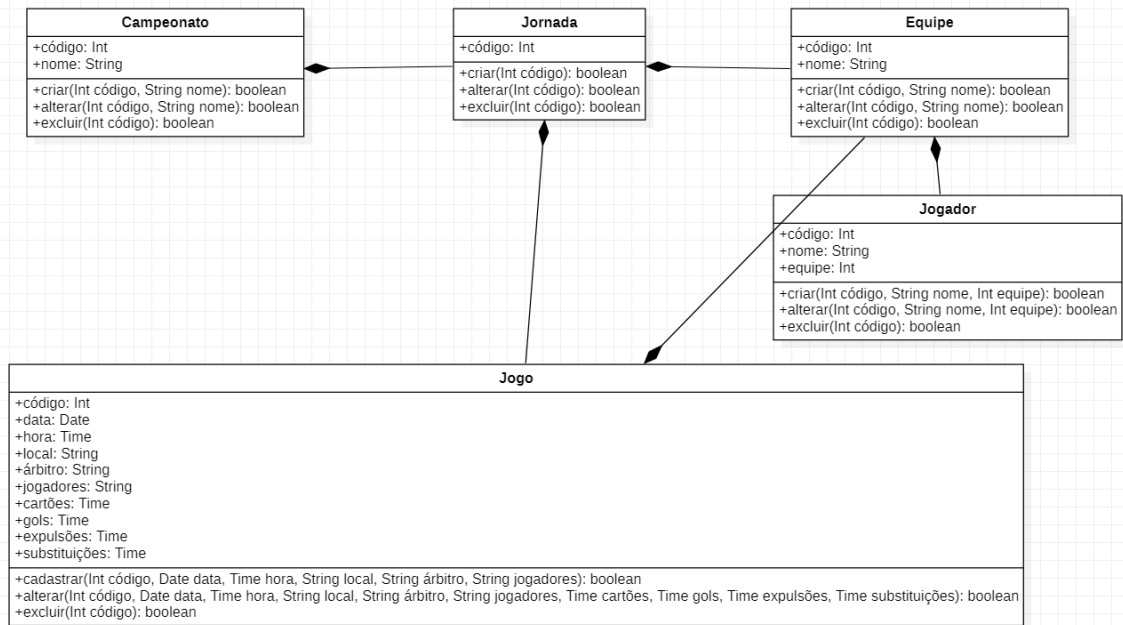 Campeonato
+código: Int
+nome: String
+criar(Int código, String nome): boolean
+alterar(Int código, String nome): boolean
+excluir(Int código): boolean
Jornada
+código: Int
+criar(Int código): boolean
+alterar(Int código): boolean
+excluir(Int código): boolean
Equipe
+código: Int
+nome: String
+criar(Int código, String nome): boolean
+alterar(Int código, String nome): boolean
+excluir(Int código): boolean
Jogador
+código: Int
+nome: String
+equipe: Int
+criar(Int código, String nome, Int equipe): boolean
+alterar(Int código, String nome, Int equipe): boolean
+excluir(Int código): boolean
Jogo
+código: Int
+data: Date
+hora: Time
+local: String
+árbitro: String
+jogadores: String
+cartões: Time
+gols: Time
+expulsões: Time
+substituições: Time
+cadastrar(Int código, Date data, Time hora, String local, String árbitro, String jogadores): boolean
+alterar(Int código, Date data, Time hora, String local, String árbitro, String jogadores, Time cartões, Time gols, Time expulsões, Time substituições): boolean
+excluir(Int código): boolean